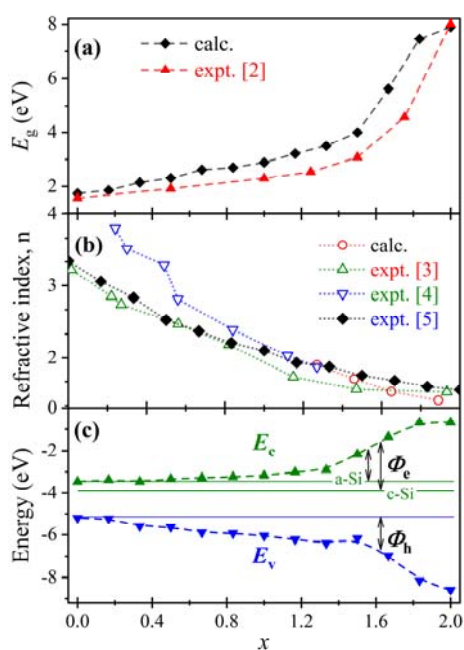 8
(a)
calc.
expt. [2]
6
4
2
E_g (eV)
4
(b)
calc.
expt. [3]
expt. [4]
expt. [5]
3
2
0
Refractive index, n
(c)
E_c
Φ_e
a-Si
c-Si
Φ_h
E_v
-2
-4
-6
-8
Energy (eV)
0.0 0.4 0.8 1.2 1.6 2.0
x